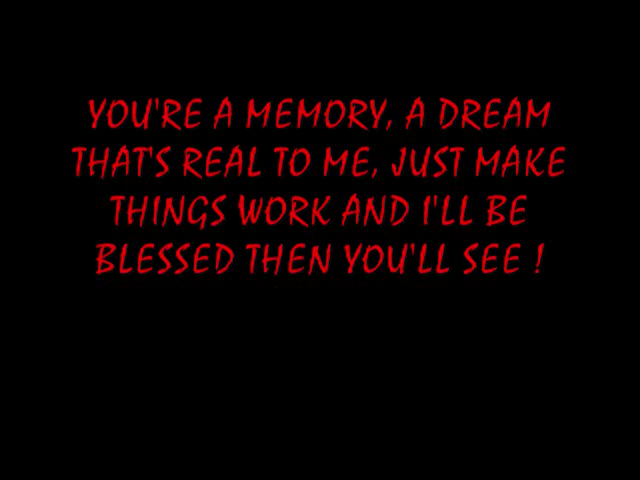 YOU'RE A MEMORY, A DREAM
THAT'S REAL TO ME, JUST MAKE
THINGS WORK AND I'LL BE
BLESSED THEN YOU'LL SEE !